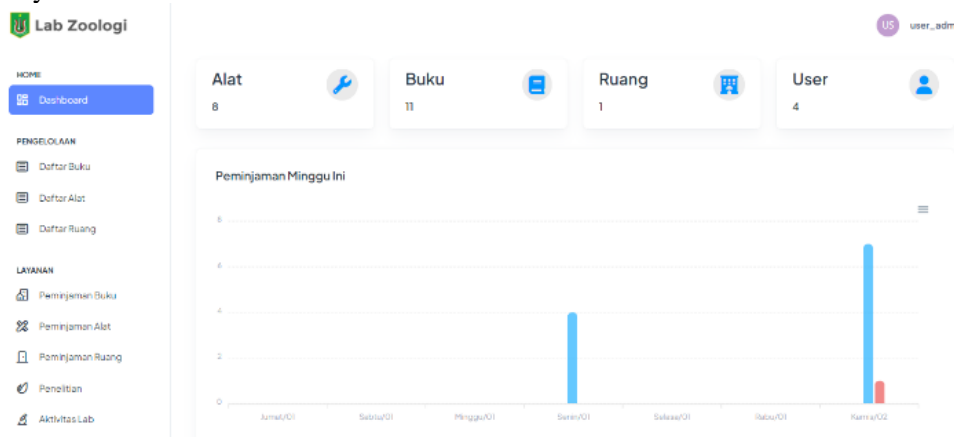 Lab Zoologi
US user_adm
HOME
Dashboard
PENGELOLAAN
Daftar Buku
Daftar Alat
Daftar Ruang
LAYANAN
Peminjaman Buku
Peminjaman Alat
Peminjaman Ruang
Penelitian
Aktivitas Lab
Alat
8
Buku
11
Ruang
1
User
4
Peminjaman Minggu Ini
8
6
4
2
0
Jumat/01 Sabtu/01 Minggu/01 Senin/01 Selasa/01 Rabu/01 Kamis/02